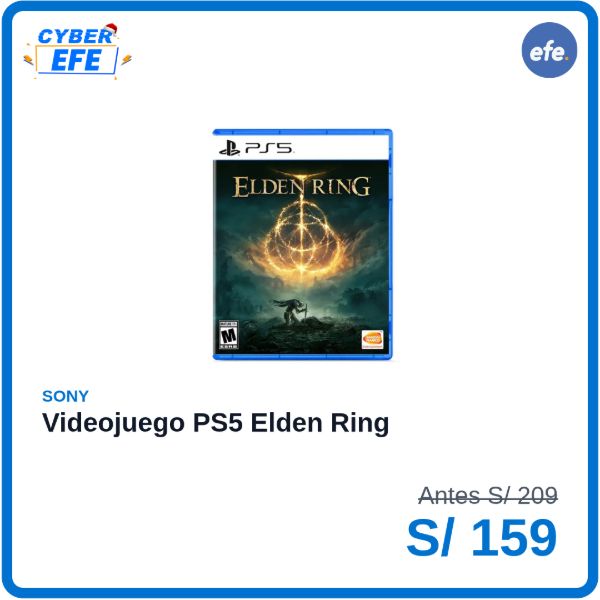 CYBER
EFE
efe.
PS5
ELDEN RING
M
SONY
Videojuego PS5 Elden Ring
Antes S/ 209
S/ 159